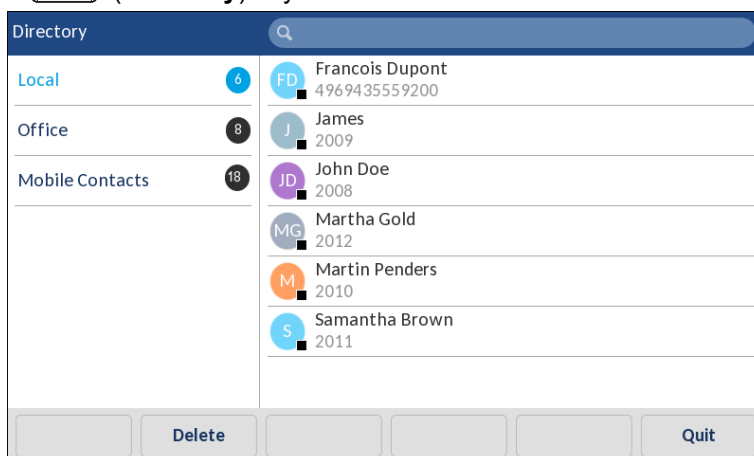 Directory
Local 6
Office 8
Mobile Contacts 18
FD Francois Dupont
4969435559200
J James
2009
JD John Doe
2008
MG Martha Gold
2012
M Martin Penders
2010
S Samantha Brown
2011
Delete Quit